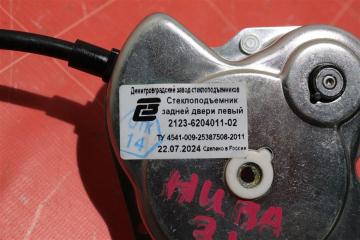 Димитровградский завод стеклоподъемников
Стеклоподъемник
задней двери левый
2123-6204011-02
ТУ 4541-009-25387508-2011
22.07.2024 Сделано в России
ОТК
14
НИВА